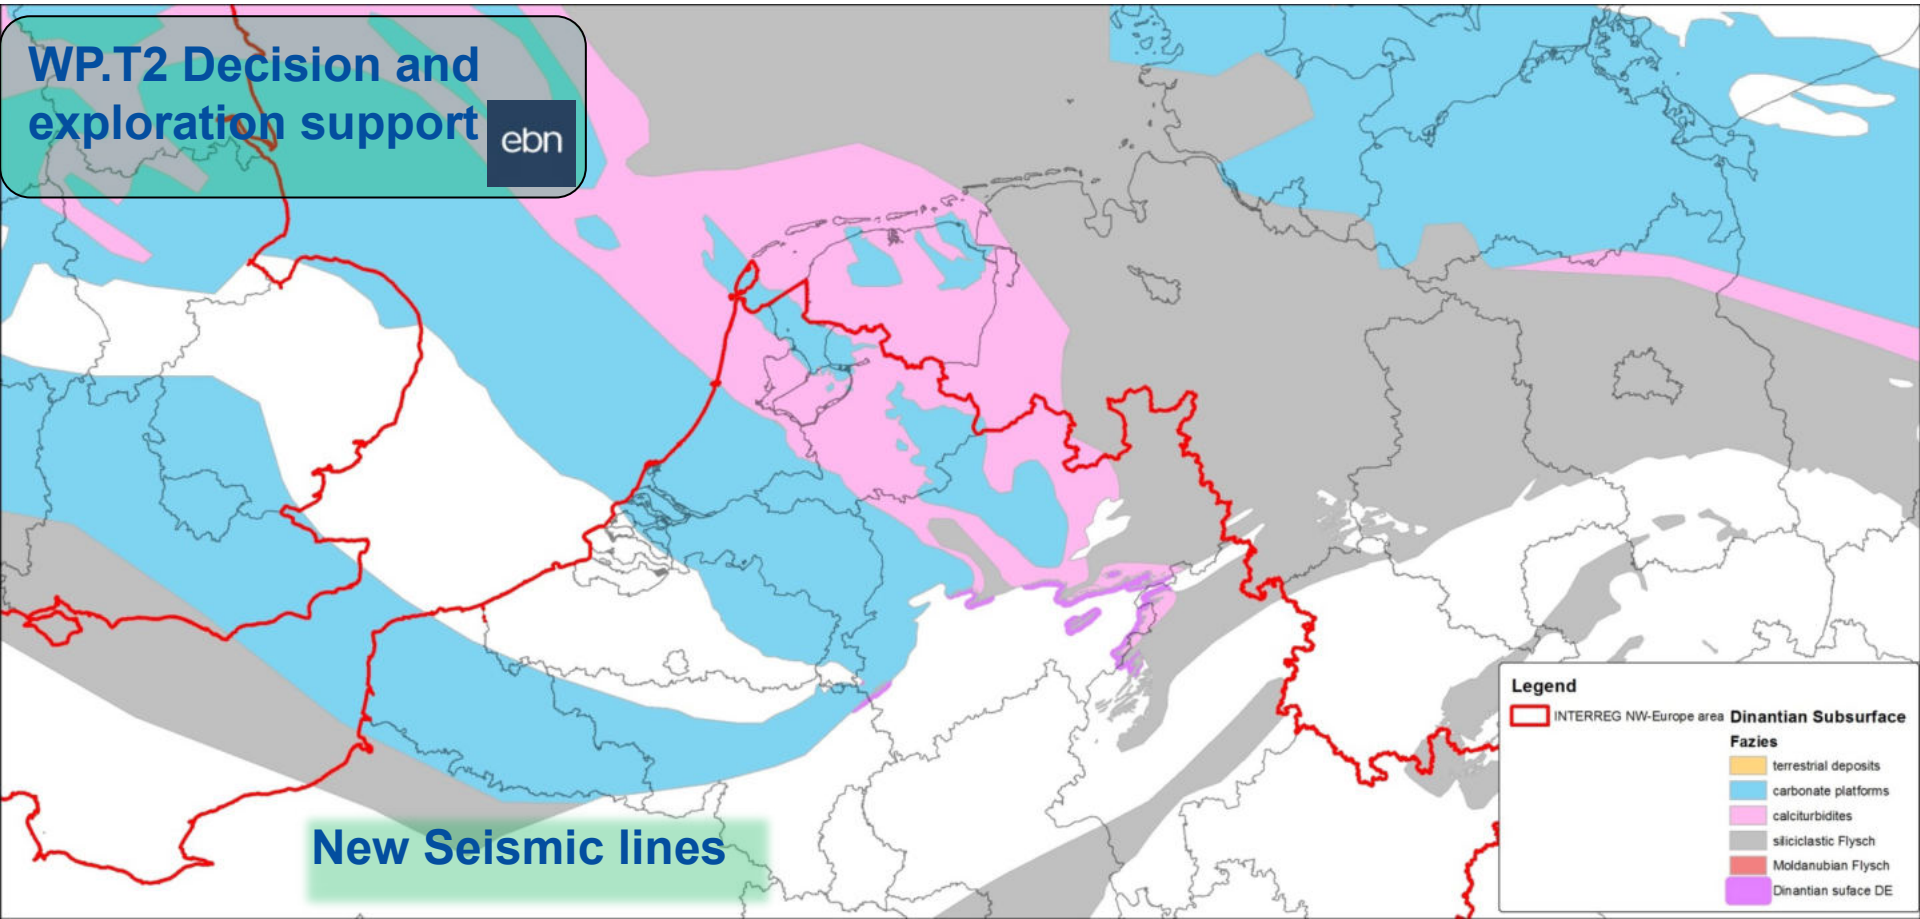 WP.T2 Decision and
exploration support
ebn
New Seismic lines
Legend
INTERREG NW-Europe area
Dinantian Subsurface
Fazies
terrestrial deposits
carbonate platforms
calciturbidites
siliciclastic Flysch
Moldanubian Flysch
Dinantian suface DE